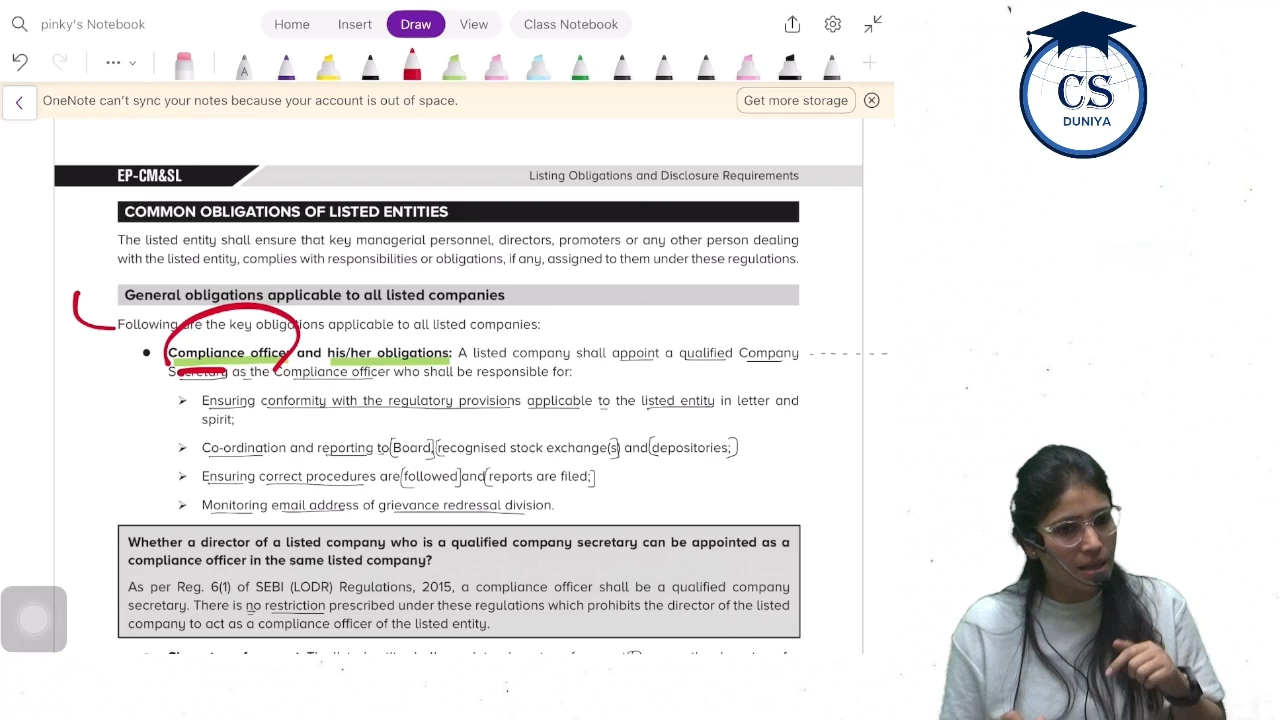 pinky's Notebook
Home Insert Draw View Class Notebook
A
OneNote can't sync your notes because your account is out of space.
Get more storage
CS
DUNIYA
EP-CM&SL
Listing Obligations and Disclosure Requirements
COMMON OBLIGATIONS OF LISTED ENTITIES
The listed entity shall ensure that key managerial personnel, directors, promoters or any other person dealing
with the listed entity, complies with responsibilities or obligations, if any, assigned to them under these regulations.
General obligations applicable to all listed companies
Following are the key obligations applicable to all listed companies:
● Compliance officer and his/her obligations: A listed company shall appoint a qualified Company
Secretary as the Compliance officer who shall be responsible for:
➢ Ensuring conformity with the regulatory provisions applicable to the listed entity in letter and
spirit;
➢ Co-ordination and reporting to Board, recognised stock exchange(s) and depositories;
➢ Ensuring correct procedures are followed and reports are filed;
➢ Monitoring email address of grievance redressal division.
Whether a director of a listed company who is a qualified company secretary can be appointed as a
compliance officer in the same listed company?
As per Reg. 6(1) of SEBI (LODR) Regulations, 2015, a compliance officer shall be a qualified company
secretary. There is no restriction prescribed under these regulations which prohibits the director of the listed
company to act as a compliance officer of the listed entity.